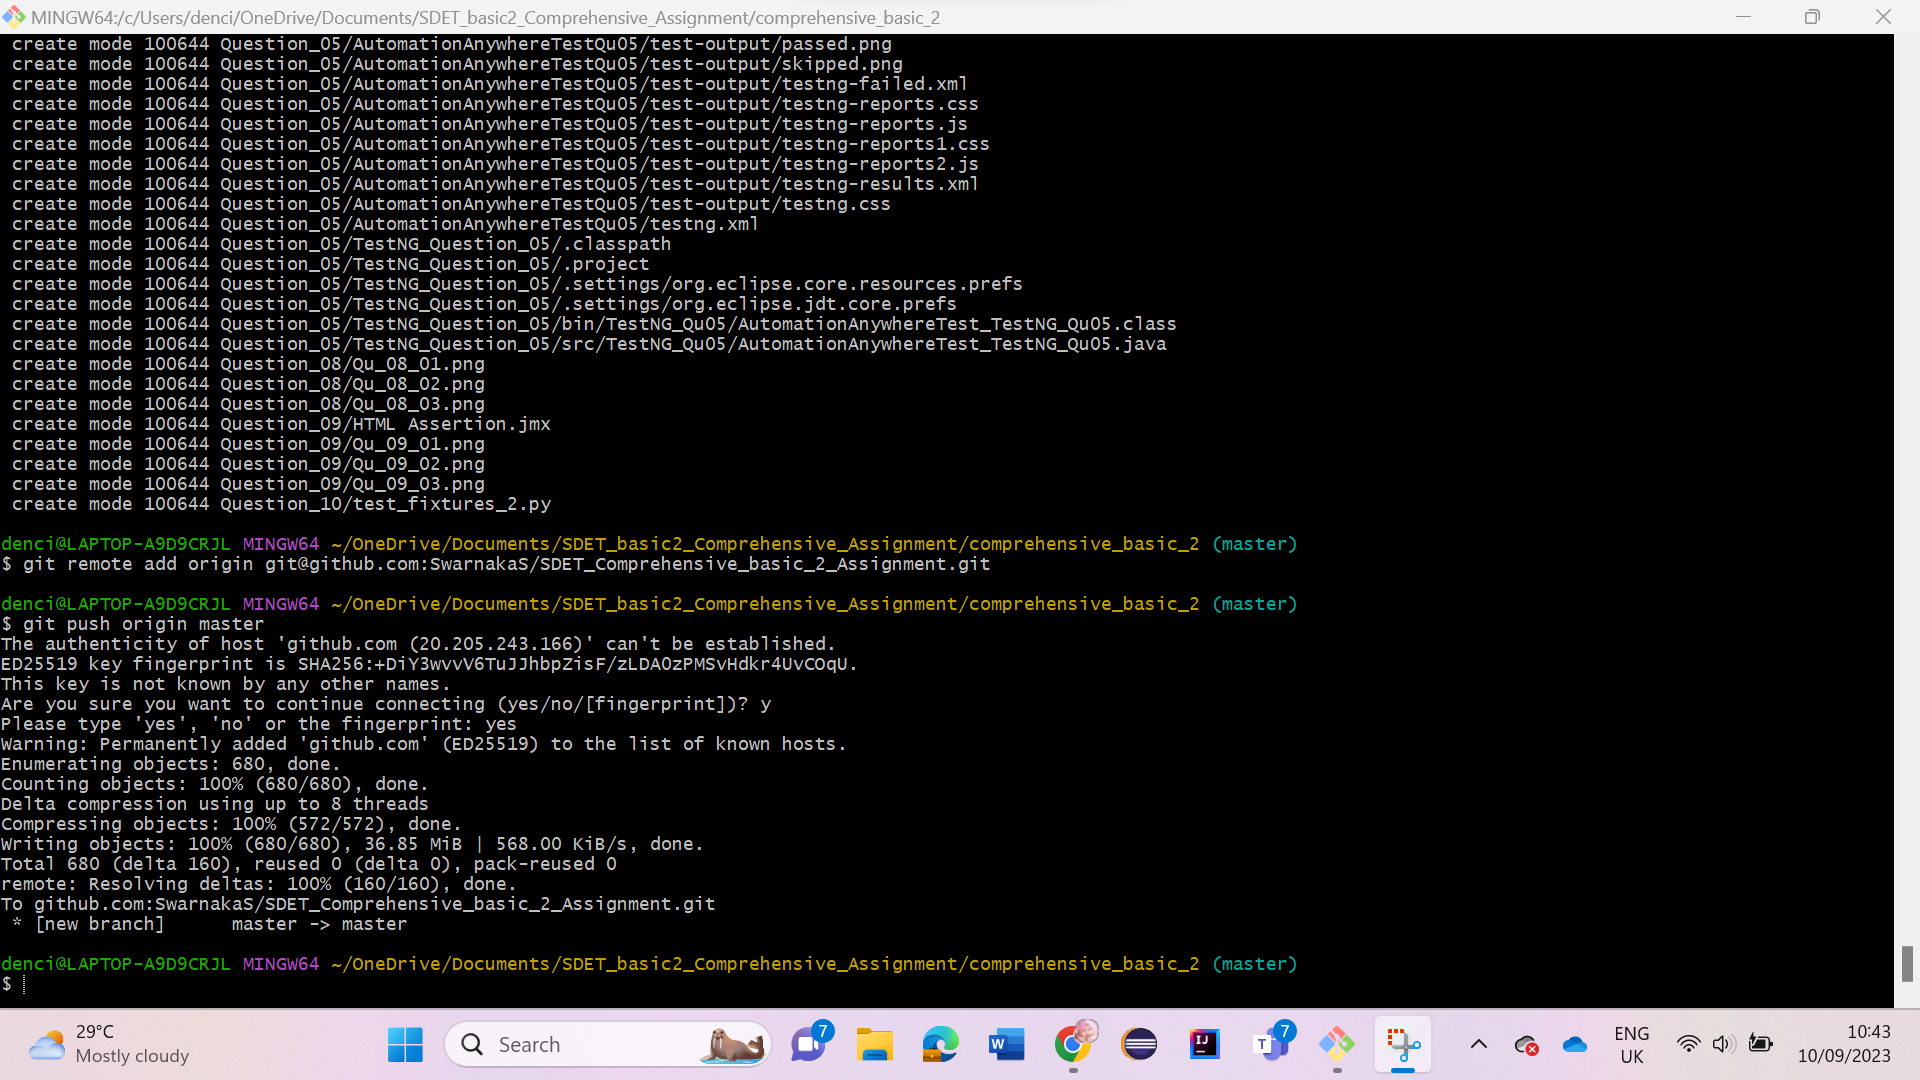 MINGW64:/c/Users/denci/OneDrive/Documents/SDET_basic2_Comprehensive_Assignment/comprehensive_basic_2
create mode 100644 Question_05/AutomationAnywhereTestQu05/test-output/passed.png
create mode 100644 Question_05/AutomationAnywhereTestQu05/test-output/skipped.png
create mode 100644 Question_05/AutomationAnywhereTestQu05/test-output/testng-failed.xml
create mode 100644 Question_05/AutomationAnywhereTestQu05/test-output/testng-reports.css
create mode 100644 Question_05/AutomationAnywhereTestQu05/test-output/testng-reports.js
create mode 100644 Question_05/AutomationAnywhereTestQu05/test-output/testng-reports1.css
create mode 100644 Question_05/AutomationAnywhereTestQu05/test-output/testng-reports2.js
create mode 100644 Question_05/AutomationAnywhereTestQu05/test-output/testng-results.xml
create mode 100644 Question_05/AutomationAnywhereTestQu05/test-output/testng.css
create mode 100644 Question_05/AutomationAnywhereTestQu05/testng.xml
create mode 100644 Question_05/TestNG_Question_05/.classpath
create mode 100644 Question_05/TestNG_Question_05/.project
create mode 100644 Question_05/TestNG_Question_05/.settings/org.eclipse.core.resources.prefs
create mode 100644 Question_05/TestNG_Question_05/.settings/org.eclipse.jdt.core.prefs
create mode 100644 Question_05/TestNG_Question_05/bin/TestNG_Qu05/AutomationAnywhereTest_TestNG_Qu05.class
create mode 100644 Question_05/TestNG_Question_05/src/TestNG_Qu05/AutomationAnywhereTest_TestNG_Qu05.java
create mode 100644 Question_08/Qu_08_01.png
create mode 100644 Question_08/Qu_08_02.png
create mode 100644 Question_08/Qu_08_03.png
create mode 100644 Question_09/HTML Assertion.jmx
create mode 100644 Question_09/Qu_09_01.png
create mode 100644 Question_09/Qu_09_02.png
create mode 100644 Question_09/Qu_09_03.png
create mode 100644 Question_10/test_fixtures_2.py
denci@LAPTOP-A9D9CRJL MINGW64 ~/OneDrive/Documents/SDET_basic2_Comprehensive_Assignment/comprehensive_basic_2 (master)
$ git remote add origin git@github.com:SwarnakaS/SDET_Comprehensive_basic_2_Assignment.git
denci@LAPTOP-A9D9CRJL MINGW64 ~/OneDrive/Documents/SDET_basic2_Comprehensive_Assignment/comprehensive_basic_2 (master)
$ git push origin master
The authenticity of host 'github.com (20.205.243.166)' can't be established.
ED25519 key fingerprint is SHA256:+DiY3wvvV6TuJJhbpZisF/zLDA0zPMSvHdkr4UvCOqU.
This key is not known by any other names.
Are you sure you want to continue connecting (yes/no/[fingerprint])? y
Please type 'yes', 'no' or the fingerprint: yes
Warning: Permanently added 'github.com' (ED25519) to the list of known hosts.
Enumerating objects: 680, done.
Counting objects: 100% (680/680), done.
Delta compression using up to 8 threads
Compressing objects: 100% (572/572), done.
Writing objects: 100% (680/680), 36.85 MiB | 568.00 KiB/s, done.
Total 680 (delta 160), reused 0 (delta 0), pack-reused 0
remote: Resolving deltas: 100% (160/160), done.
To github.com:SwarnakaS/SDET_Comprehensive_basic_2_Assignment.git
* [new branch]      master -> master
denci@LAPTOP-A9D9CRJL MINGW64 ~/OneDrive/Documents/SDET_basic2_Comprehensive_Assignment/comprehensive_basic_2 (master)
$
29°C
Mostly cloudy
Search
7
W
IJ
T
7
ENG
UK
10:43
10/09/2023